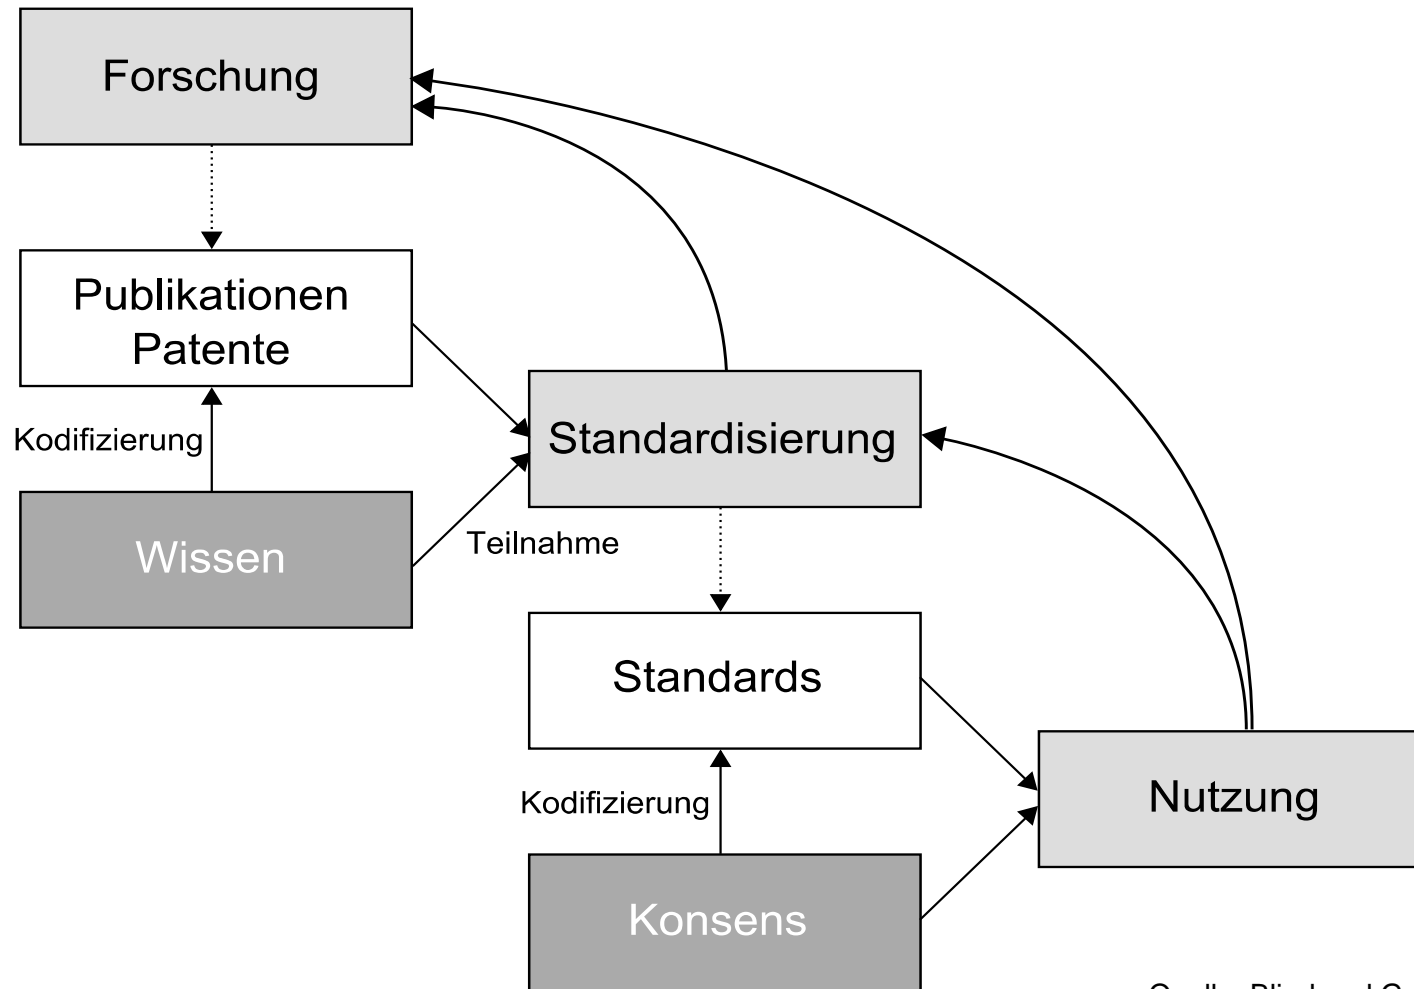 Forschung
Publikationen
Patente
Kodifizierung
Standardisierung
Wissen
Teilnahme
Standards
Kodifizierung
Nutzung
Konsens